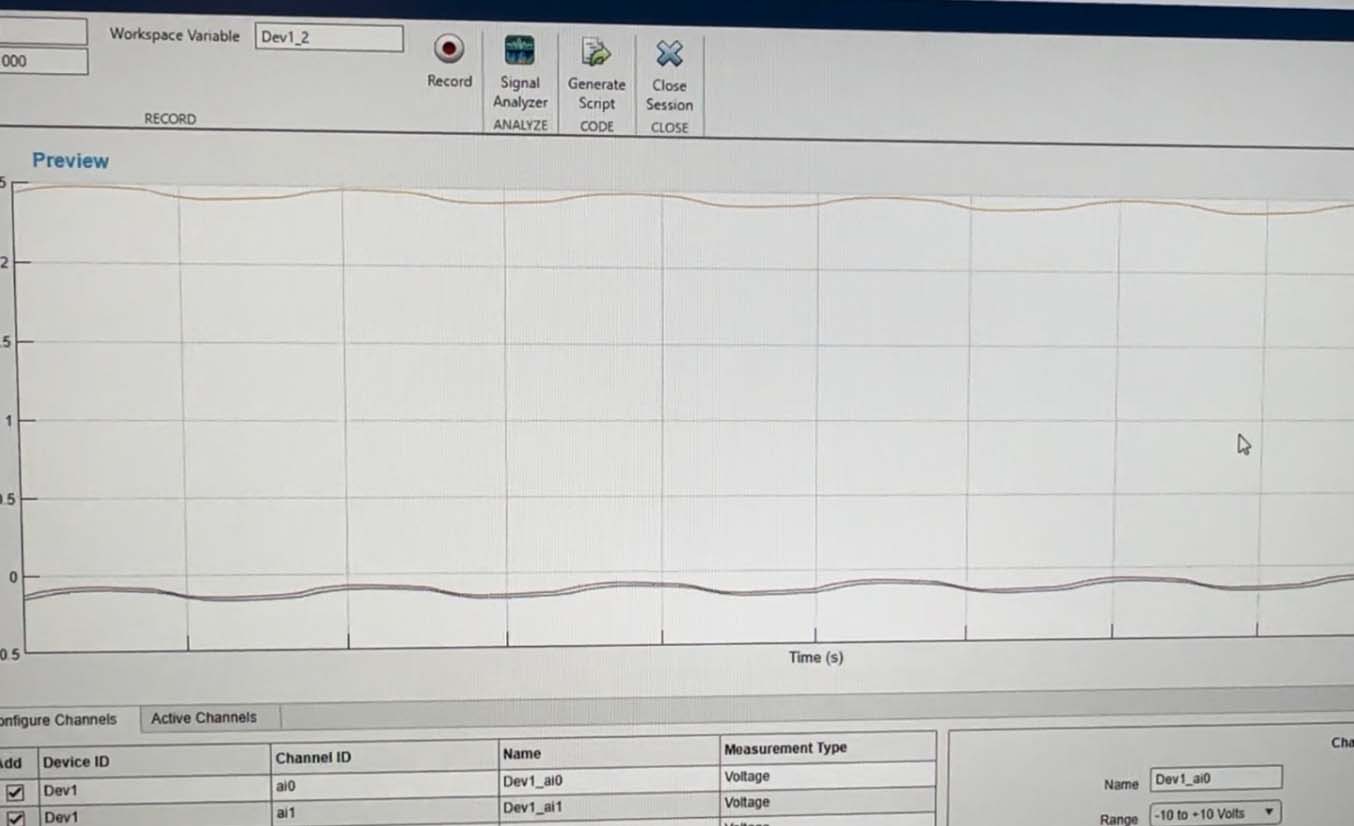 Workspace Variable Dev1_2
000
Record
Signal Analyzer
Generate Script
Close Session
RECORD
ANALYZE
CODE
CLOSE
Preview
5
2
.5
1
0.5
0
0.5
Time (s)
onfigure Channels
Active Channels
Add Device ID Channel ID Name Measurement Type
Dev1 ai0 Dev1_ai0 Voltage
Dev1 ai1 Dev1_ai1 Voltage
Cha
Name Dev1_ai0
Range -10 to +10 Volts